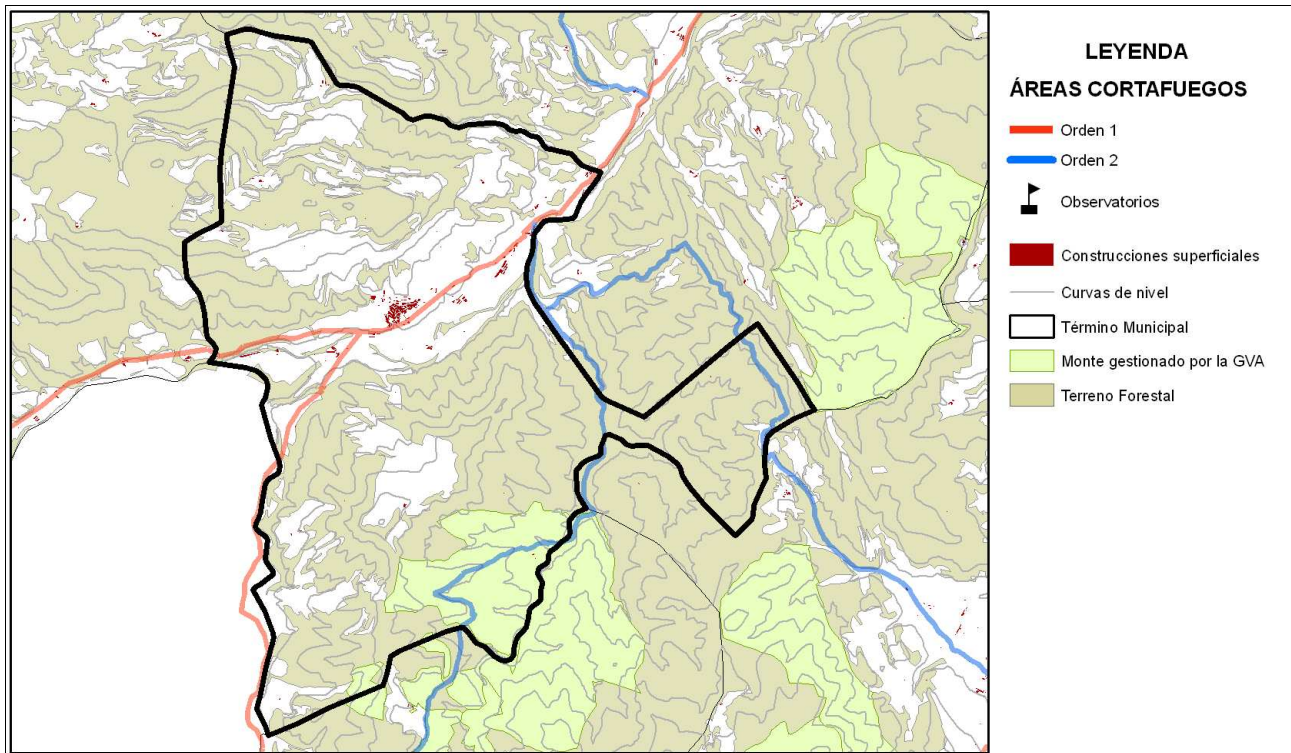 LEYENDA
ÁREAS CORTAFUEGOS
Orden 1
Orden 2
Observatorios
Construcciones superficiales
Curvas de nivel
Término Municipal
Monte gestionado por la GVA
Terreno Forestal